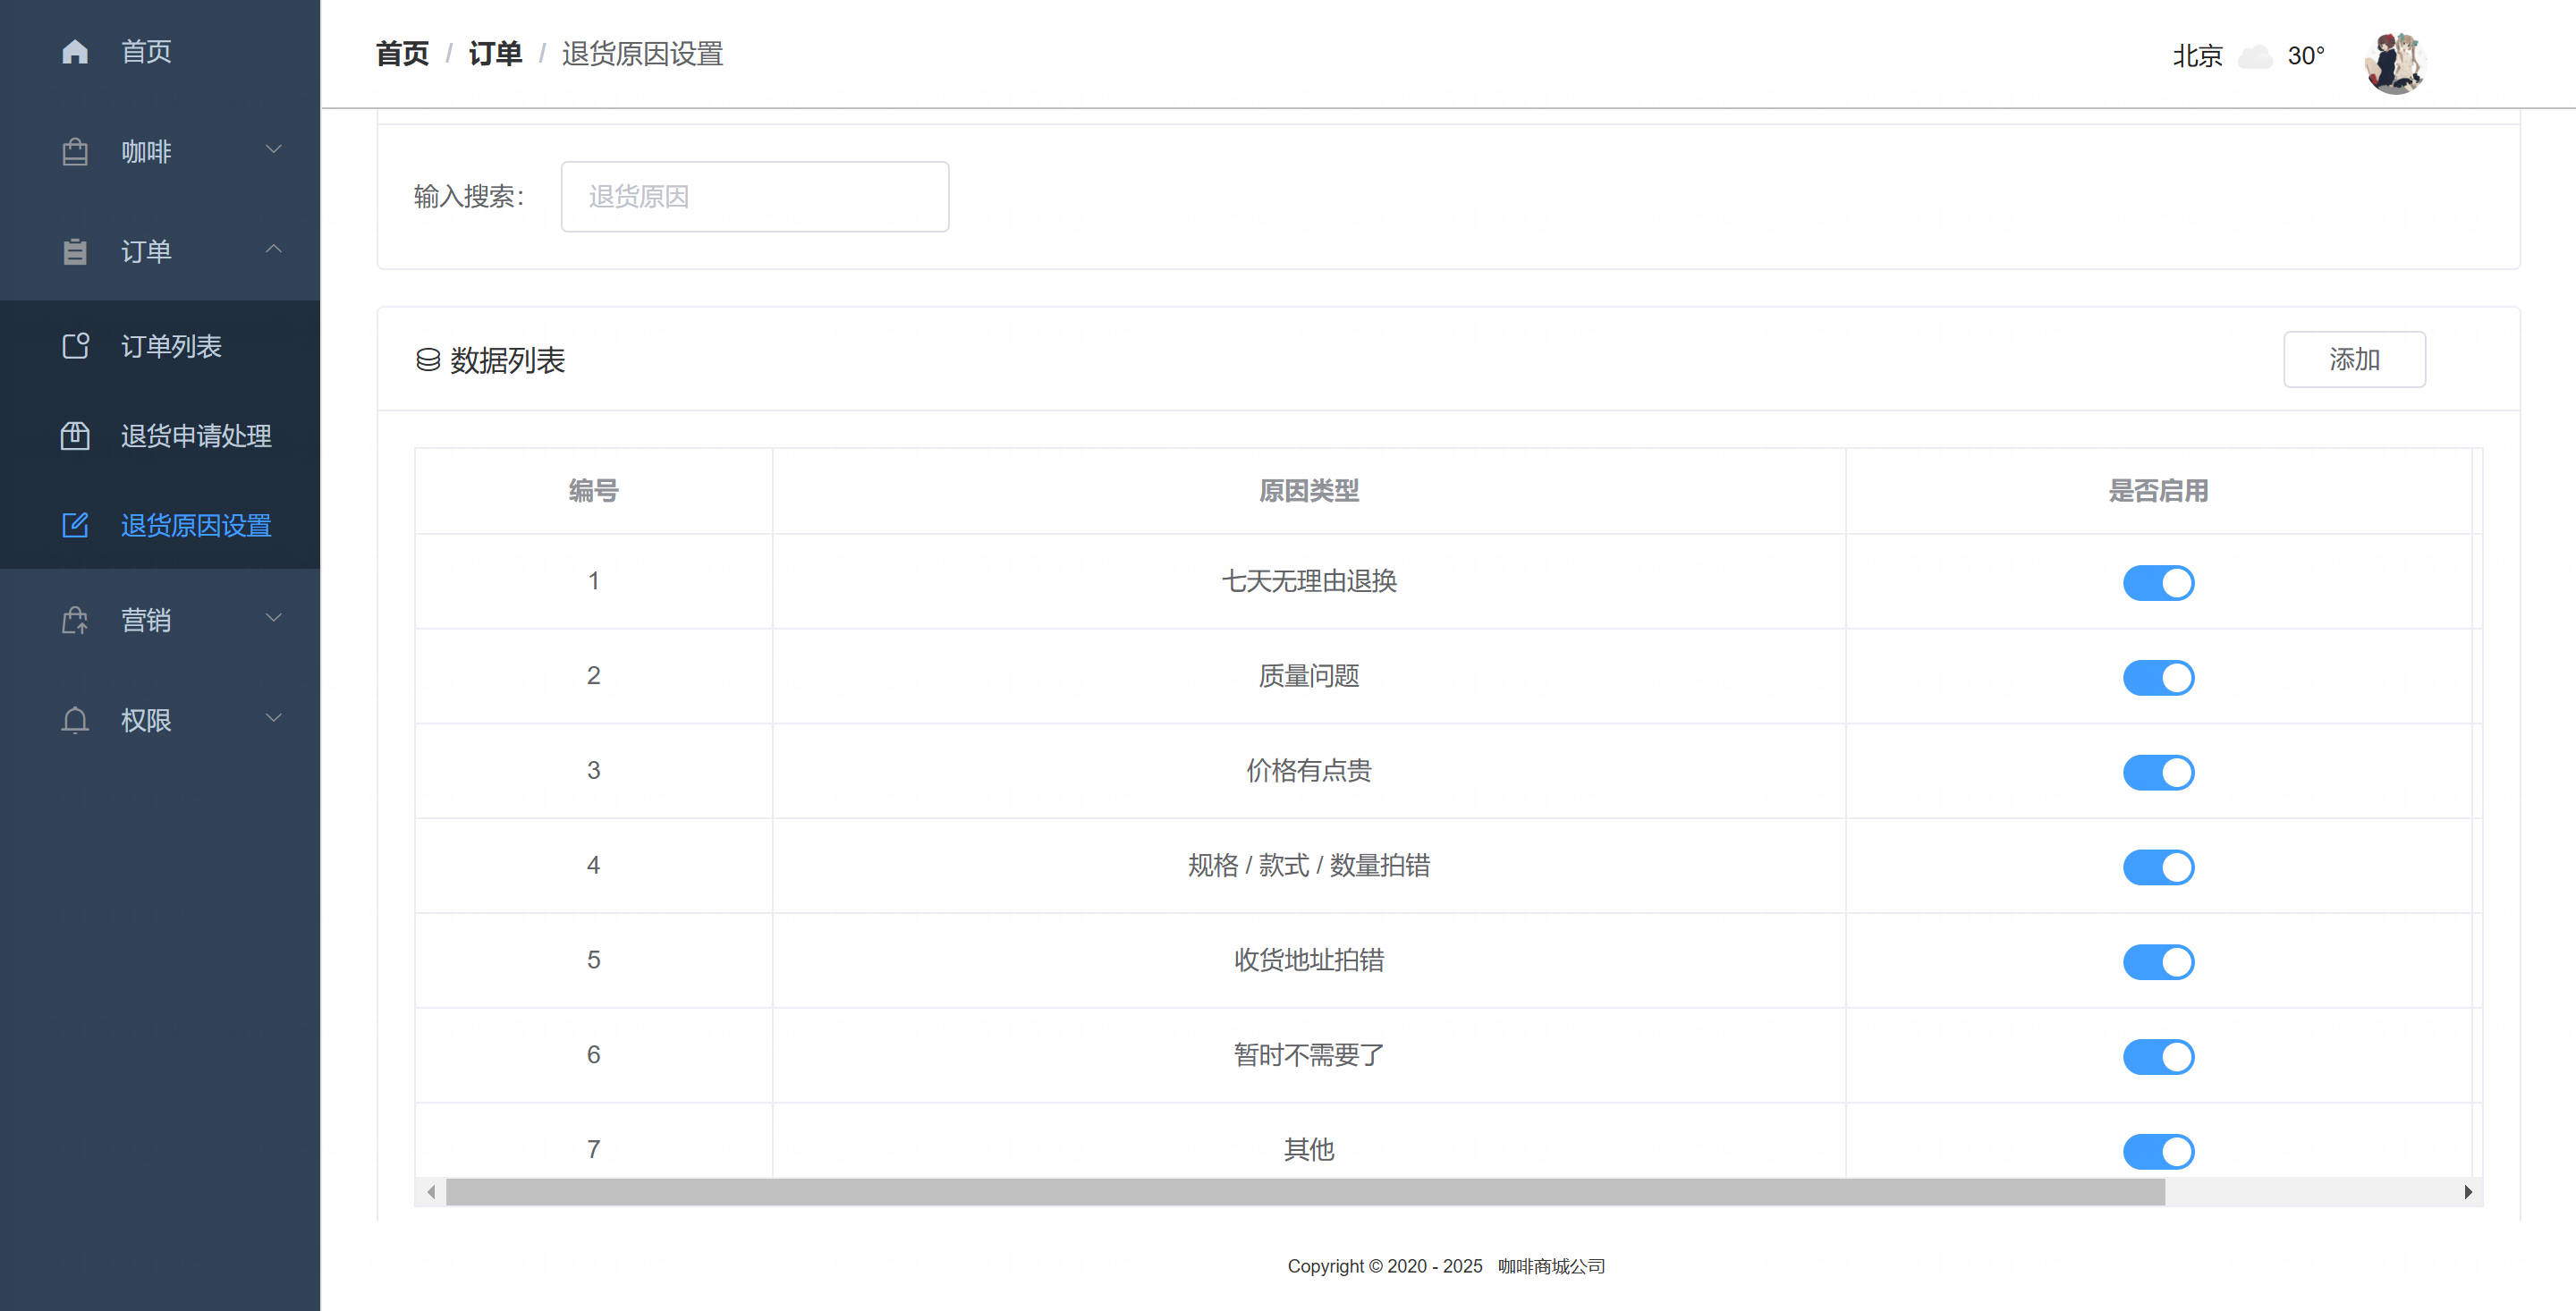 首页
咖啡
订单
订单列表
退货申请处理
退货原因设置
营销
权限
首页 / 订单 / 退货原因设置
北京 30°
输入搜索： 退货原因
数据列表 添加
编号 原因类型 是否启用
1 七天无理由退换
2 质量问题
3 价格有点贵
4 规格 / 款式 / 数量拍错
5 收货地址拍错
6 暂时不需要了
7 其他
Copyright © 2020 - 2025 咖啡商城公司